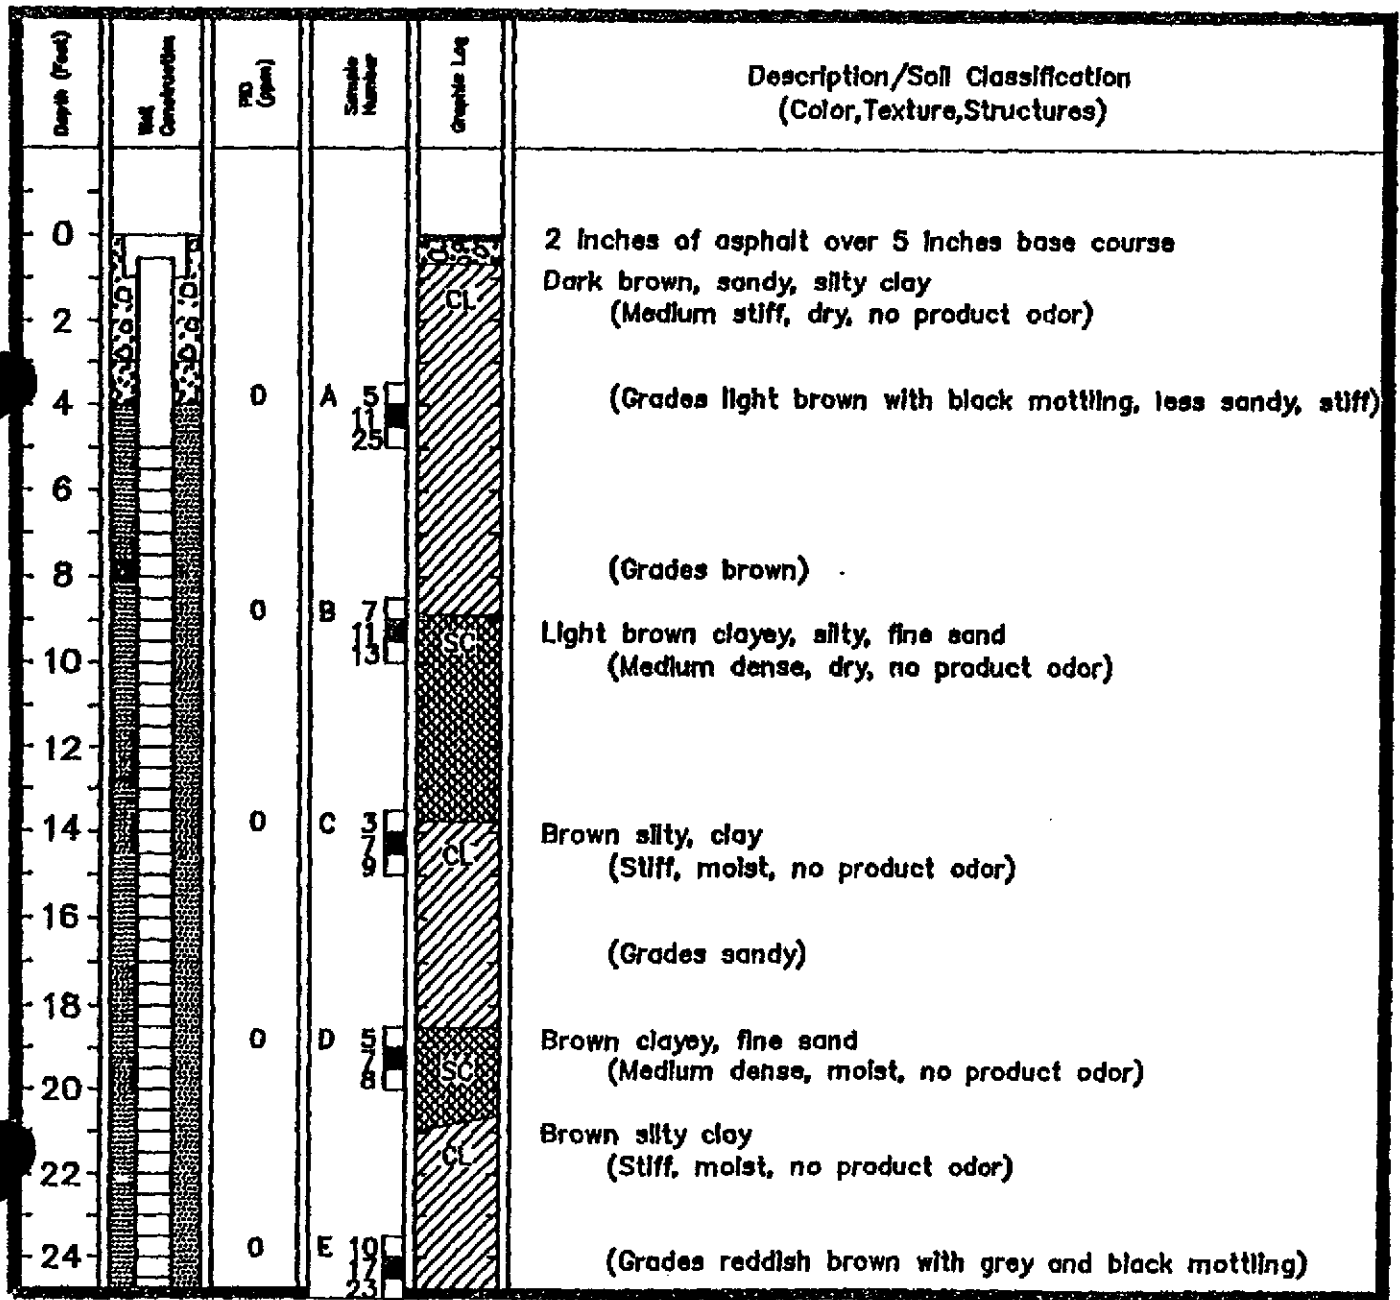 Depth (Feet)
Well Construction
PID (ppm)
Sample Number
Graphic Log
Description/Soil Classification
(Color,Texture,Structures)
0
2 inches of asphalt over 5 inches base course
Dark brown, sandy, silty clay
CL
2
(Medium stiff, dry, no product odor)
0 A 5
4
(Grades light brown with black mottling, less sandy, stiff)
11
25
6
8
(Grades brown)
0 B 7
11
SC
Light brown clayey, silty, fine sand
13
10
(Medium dense, dry, no product odor)
12
0 C 3
14
Brown silty, clay
7
CL
9
(Stiff, moist, no product odor)
16
(Grades sandy)
18
0 D 5
Brown clayey, fine sand
7
SC
8
(Medium dense, moist, no product odor)
20
Brown silty clay
CL
22
(Stiff, moist, no product odor)
0 E 10
24
17
(Grades reddish brown with grey and black mottling)
23